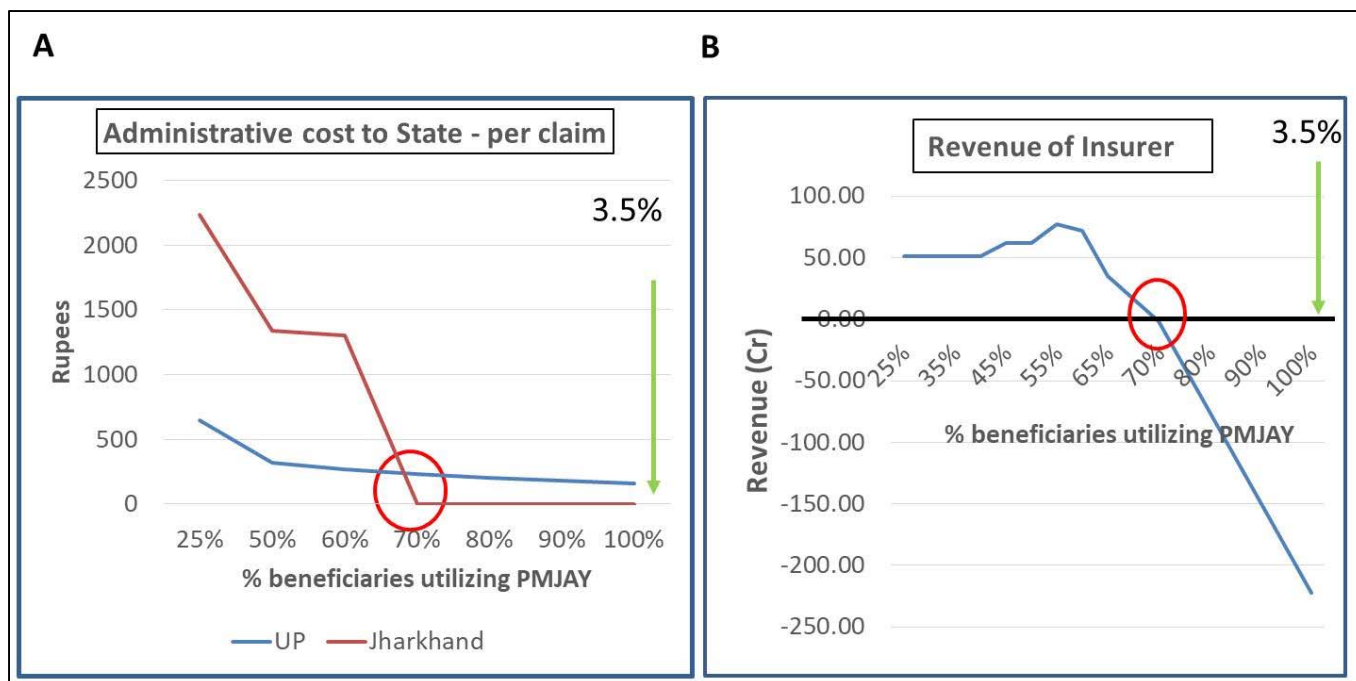 A
Administrative cost to State - per claim
2500
2000
1500
1000
500
0
Rupees
3.5%
25% 50% 60% 70% 80% 90% 100%
% beneficiaries utilizing PMJAY
UP Jharkhand
B
Revenue of Insurer
3.5%
100.00
50.00
0.00
-50.00
-100.00
-150.00
-200.00
-250.00
Revenue (Cr)
25% 35% 45% 55% 65% 70% 80% 90% 100%
% beneficiaries utilizing PMJAY